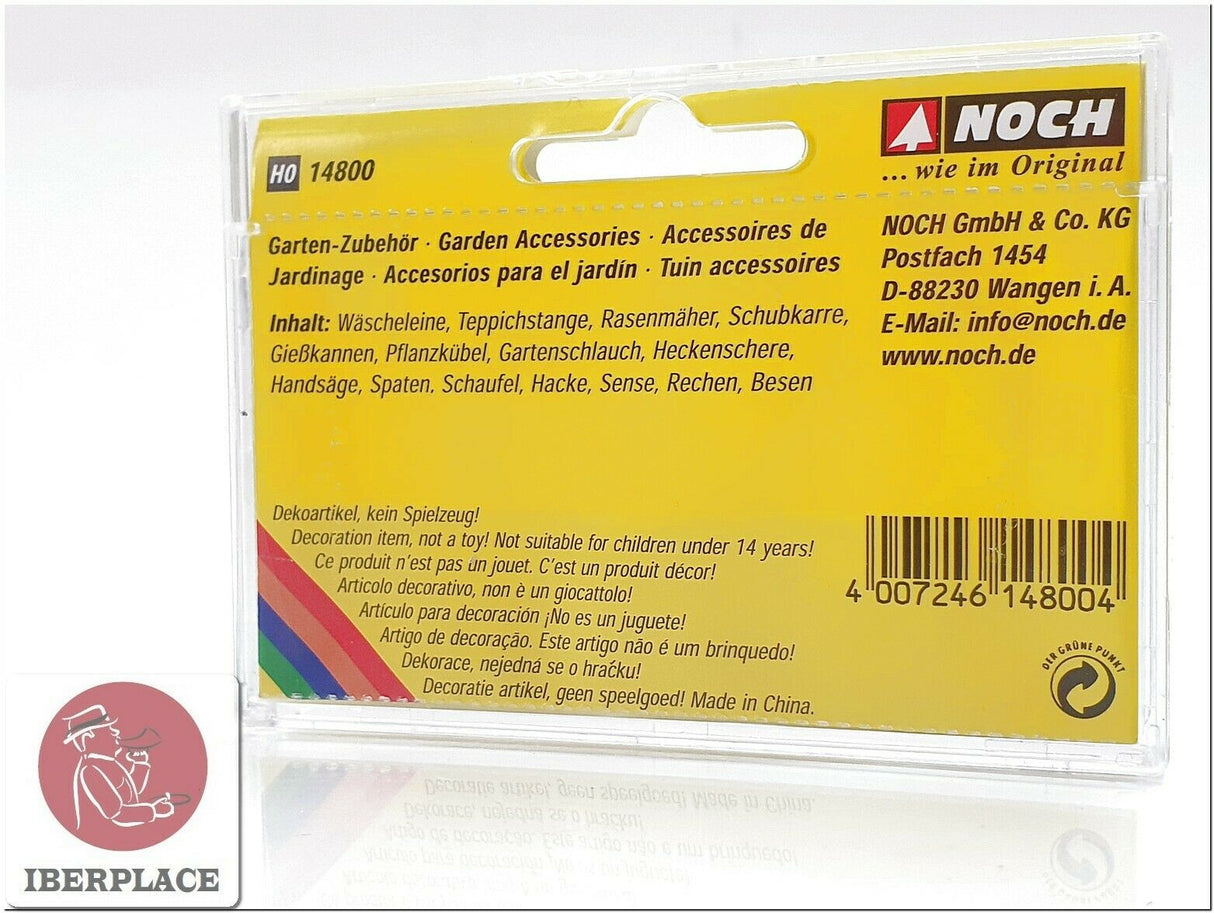 H0 14800
NOCH
... wie im Original
Garten-Zubehör · Garden Accessories · Accessoires de
Jardinage · Accesorios para el jardín · Tuin accessoires
Inhalt: Wäscheleine, Teppichstange, Rasenmäher, Schubkarre,
Gießkannen, Pflanzkübel, Gartenschlauch, Heckenschere,
Handsäge, Spaten. Schaufel, Hacke, Sense, Rechen, Besen
NOCH GmbH & Co. KG
Postfach 1454
D-88230 Wangen i. A.
E-Mail: info@noch.de
www.noch.de
Dekoartikel, kein Spielzeug!
Decoration item, not a toy! Not suitable for children under 14 years!
Ce produit n'est pas un jouet. C'est un produit décor!
Articolo decorativo, non è un giocattolo!
Artículo para decoración ¡No es un juguete!
Artigo de decoração. Este artigo não é um brinquedo!
Dekorace, nejedná se o hraćku!
Decoratie artikel, geen speelgoed! Made in China.
4 007246 148004
DER GRÜNE PUNKT
IBERPLACE